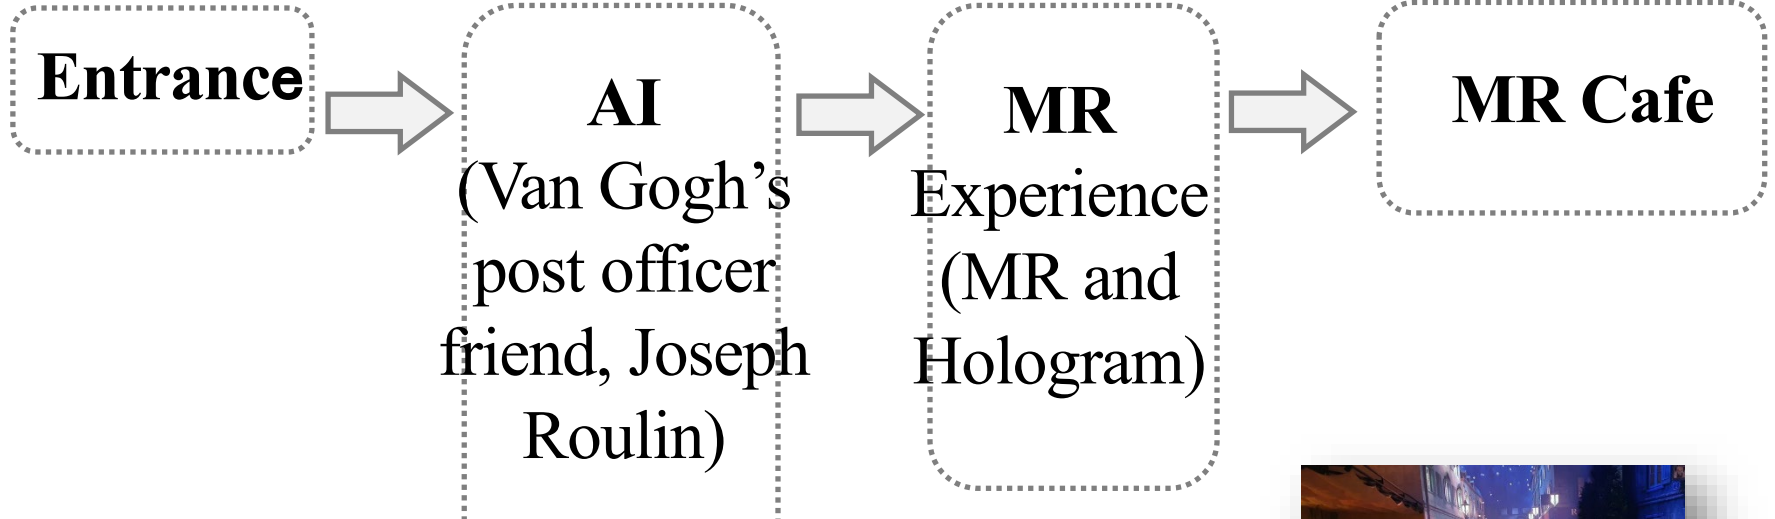 Entrance
AI
(Van Gogh’s
post officer
friend, Joseph
Roulin)
MR
Experience
(MR and
Hologram)
MR Cafe